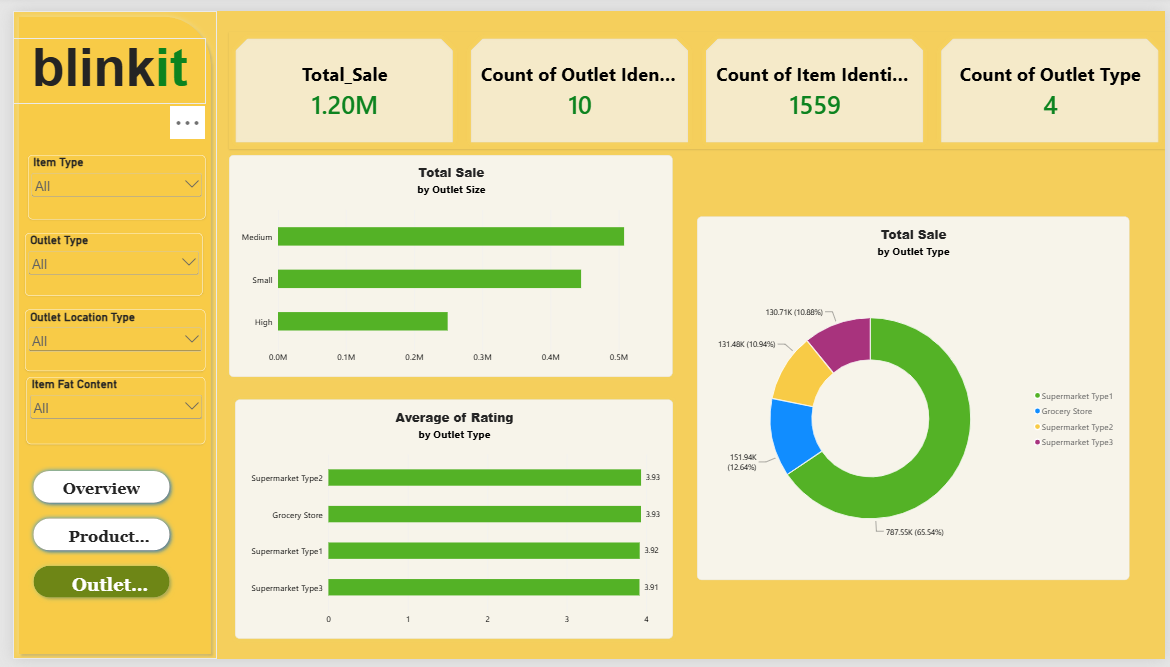 blinkit
...
Item Type
All
Outlet Type
All
Outlet Location Type
All
Item Fat Content
All
Overview
Product...
Outlet...
Total_Sale
1.20M
Count of Outlet Iden...
10
Count of Item Identi...
1559
Count of Outlet Type
4
Total Sale
by Outlet Size
Medium
Small
High
0.0M 0.1M 0.2M 0.3M 0.4M 0.5M
Average of Rating
by Outlet Type
Supermarket Type2 3.93
Grocery Store 3.93
Supermarket Type1 3.92
Supermarket Type3 3.91
0 1 2 3 4
Total Sale
by Outlet Type
130.71K (10.88%)
131.48K (10.94%)
151.94K
(12.64%)
787.55K (65.54%)
Supermarket Type1
Grocery Store
Supermarket Type2
Supermarket Type3